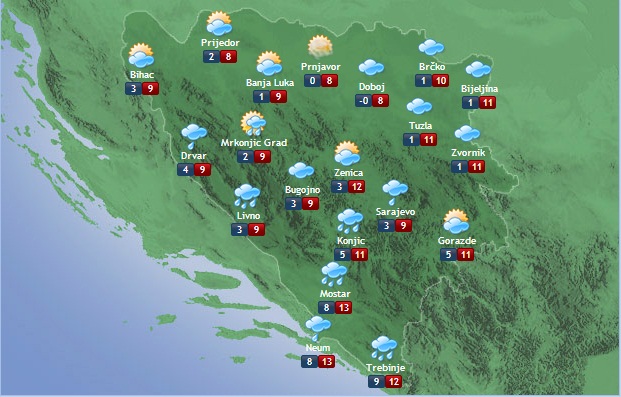 Prijedor
2 8
Bihac
3 9
Banja Luka
1 9
Prnjavor
0 8
Doboj
-0 8
Brčko
1 10
Bijeljina
1 11
Tuzla
1 11
Zvornik
1 11
Drvar
4 9
Mrkonjic Grad
2 9
Zenica
3 12
Bugojno
3 9
Livno
3 9
Sarajevo
3 9
Konjic
5 11
Gorazde
5 11
Mostar
8 13
Neum
8 13
Trebinje
9 12